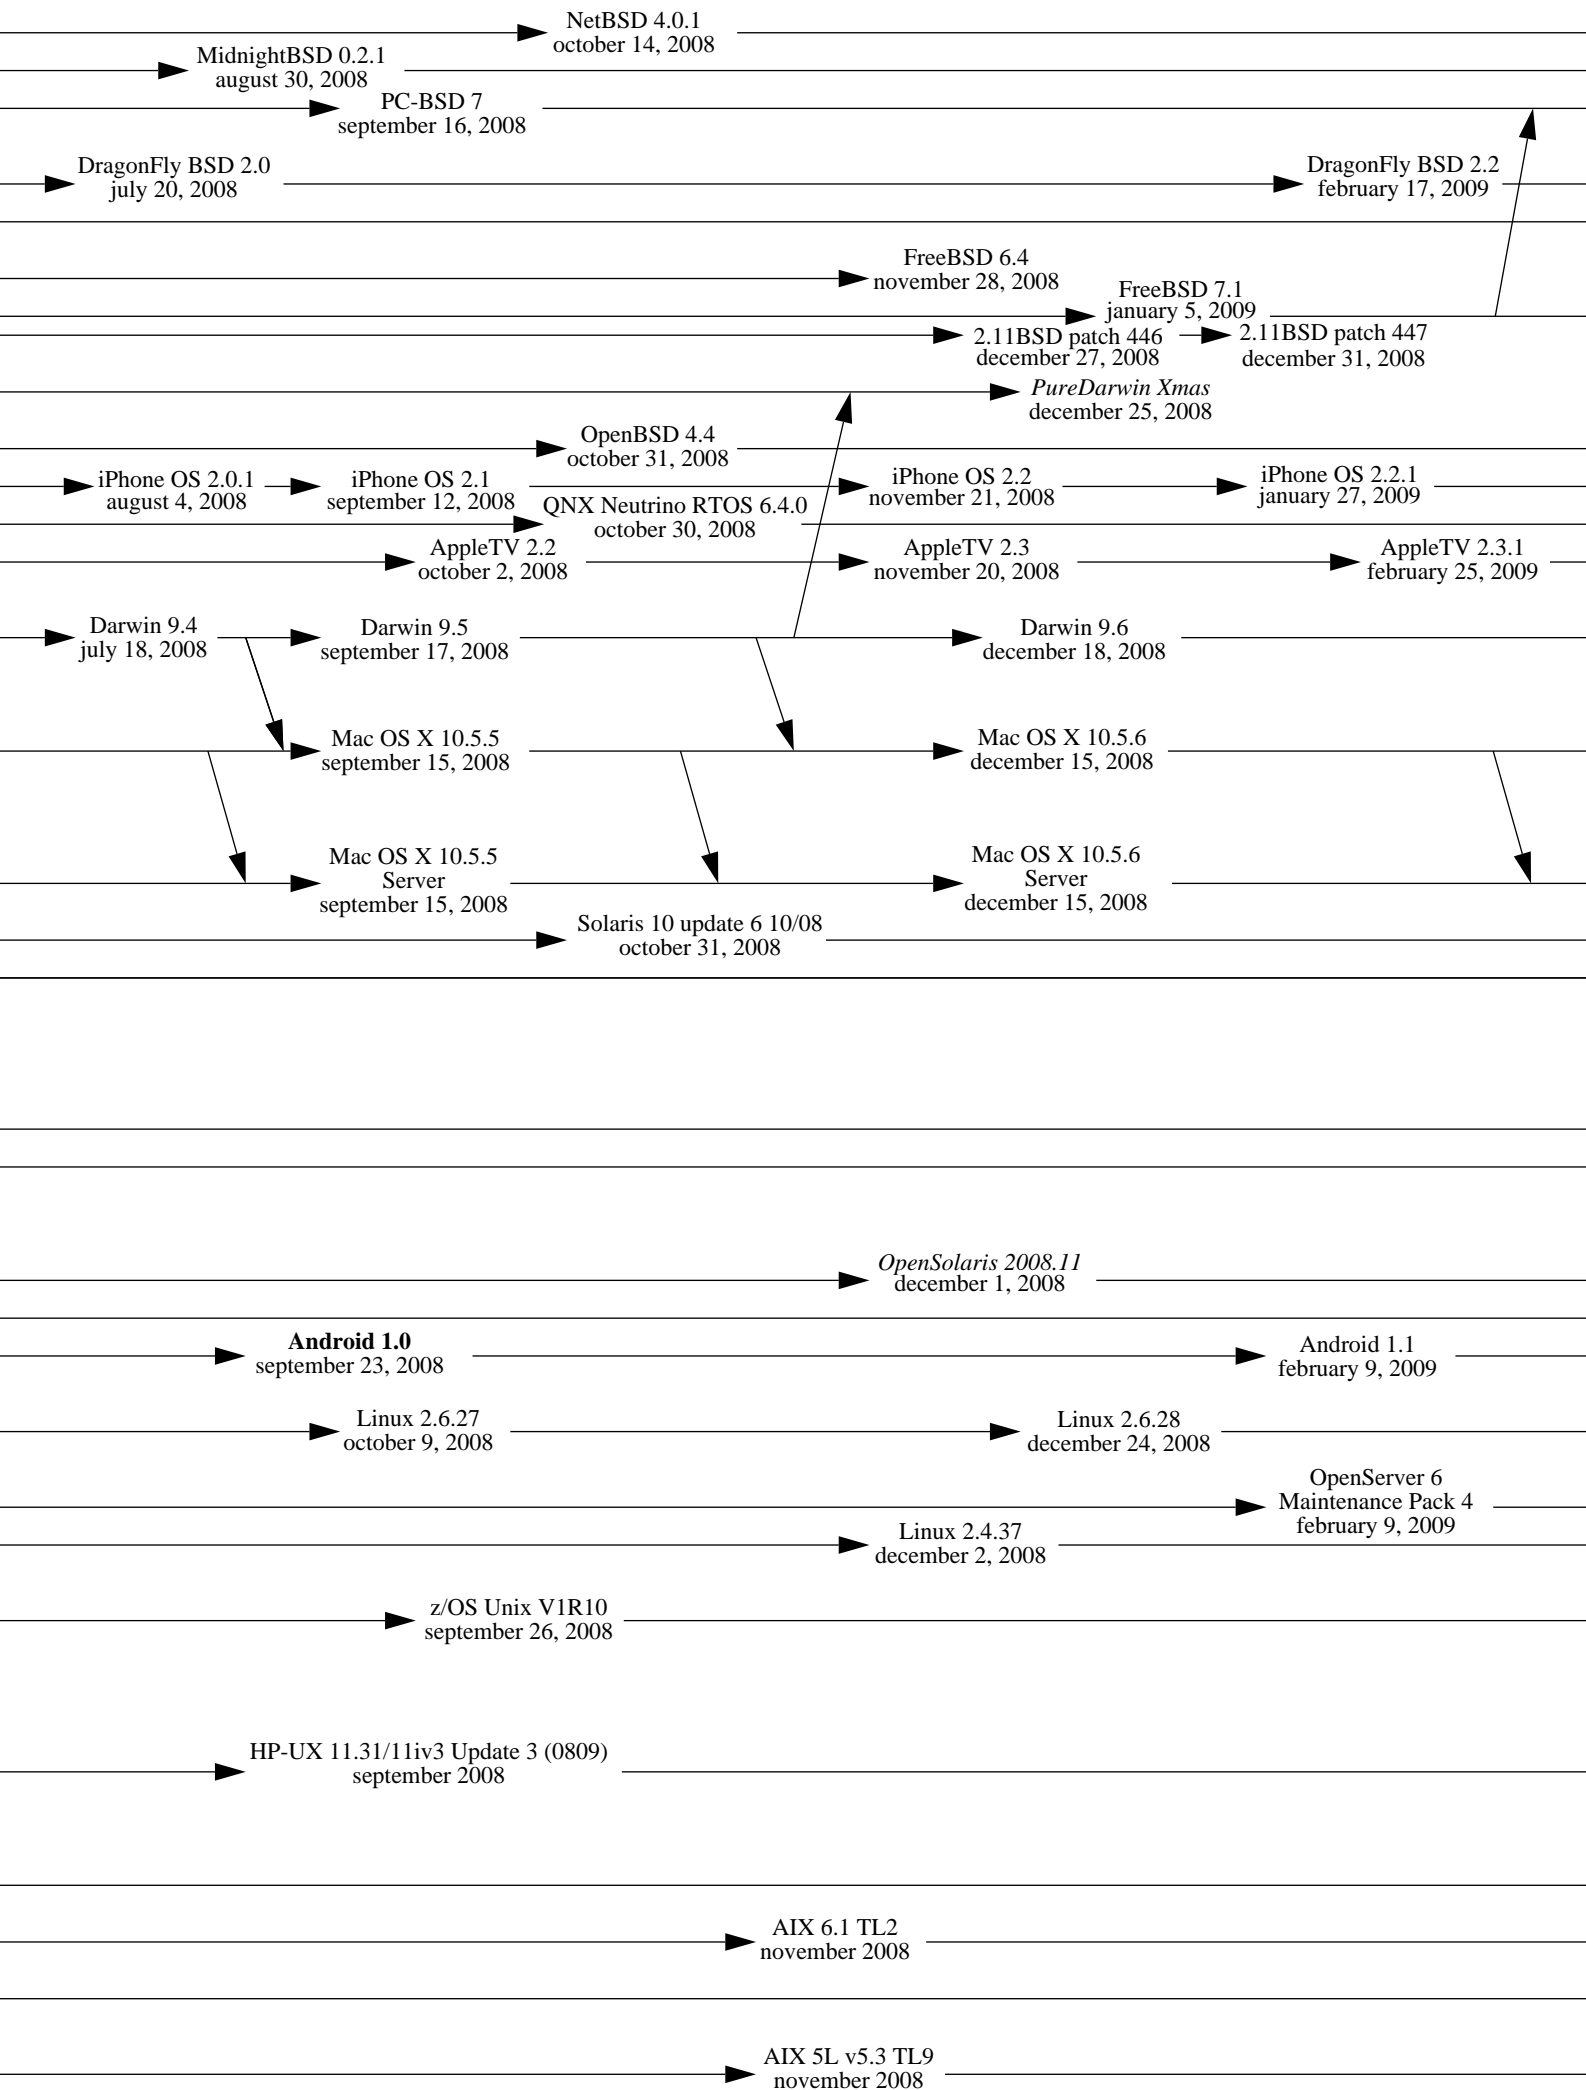 NetBSD 4.0.1
october 14, 2008
MidnightBSD 0.2.1
august 30, 2008
PC-BSD 7
september 16, 2008
DragonFly BSD 2.0
july 20, 2008
DragonFly BSD 2.2
february 17, 2009
FreeBSD 6.4
november 28, 2008
FreeBSD 7.1
january 5, 2009
2.11BSD patch 446
december 27, 2008
2.11BSD patch 447
december 31, 2008
PureDarwin Xmas
december 25, 2008
OpenBSD 4.4
october 31, 2008
iPhone OS 2.0.1
august 4, 2008
iPhone OS 2.1
september 12, 2008
iPhone OS 2.2
november 21, 2008
iPhone OS 2.2.1
january 27, 2009
QNX Neutrino RTOS 6.4.0
october 30, 2008
AppleTV 2.2
october 2, 2008
AppleTV 2.3
november 20, 2008
AppleTV 2.3.1
february 25, 2009
Darwin 9.4
july 18, 2008
Darwin 9.5
september 17, 2008
Darwin 9.6
december 18, 2008
Mac OS X 10.5.5
september 15, 2008
Mac OS X 10.5.6
december 15, 2008
Mac OS X 10.5.5
Server
september 15, 2008
Mac OS X 10.5.6
Server
december 15, 2008
Solaris 10 update 6 10/08
october 31, 2008
OpenSolaris 2008.11
december 1, 2008
Android 1.0
september 23, 2008
Android 1.1
february 9, 2009
Linux 2.6.27
october 9, 2008
Linux 2.6.28
december 24, 2008
OpenServer 6
Maintenance Pack 4
february 9, 2009
Linux 2.4.37
december 2, 2008
z/OS Unix V1R10
september 26, 2008
HP-UX 11.31/11iv3 Update 3 (0809)
september 2008
AIX 6.1 TL2
november 2008
AIX 5L v5.3 TL9
november 2008